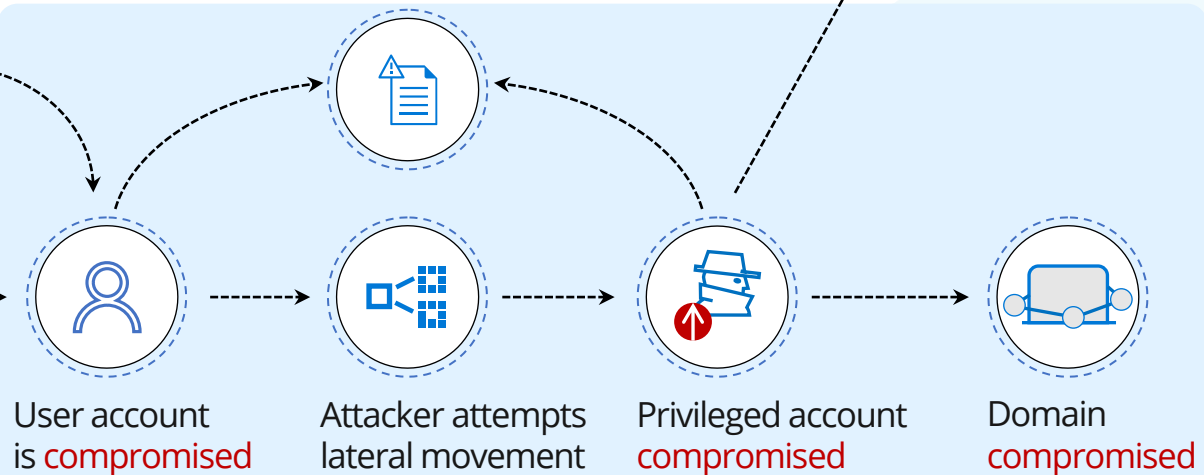 User account
is compromised
Attacker attempts
lateral movement
Privileged account
compromised
Domain
compromised